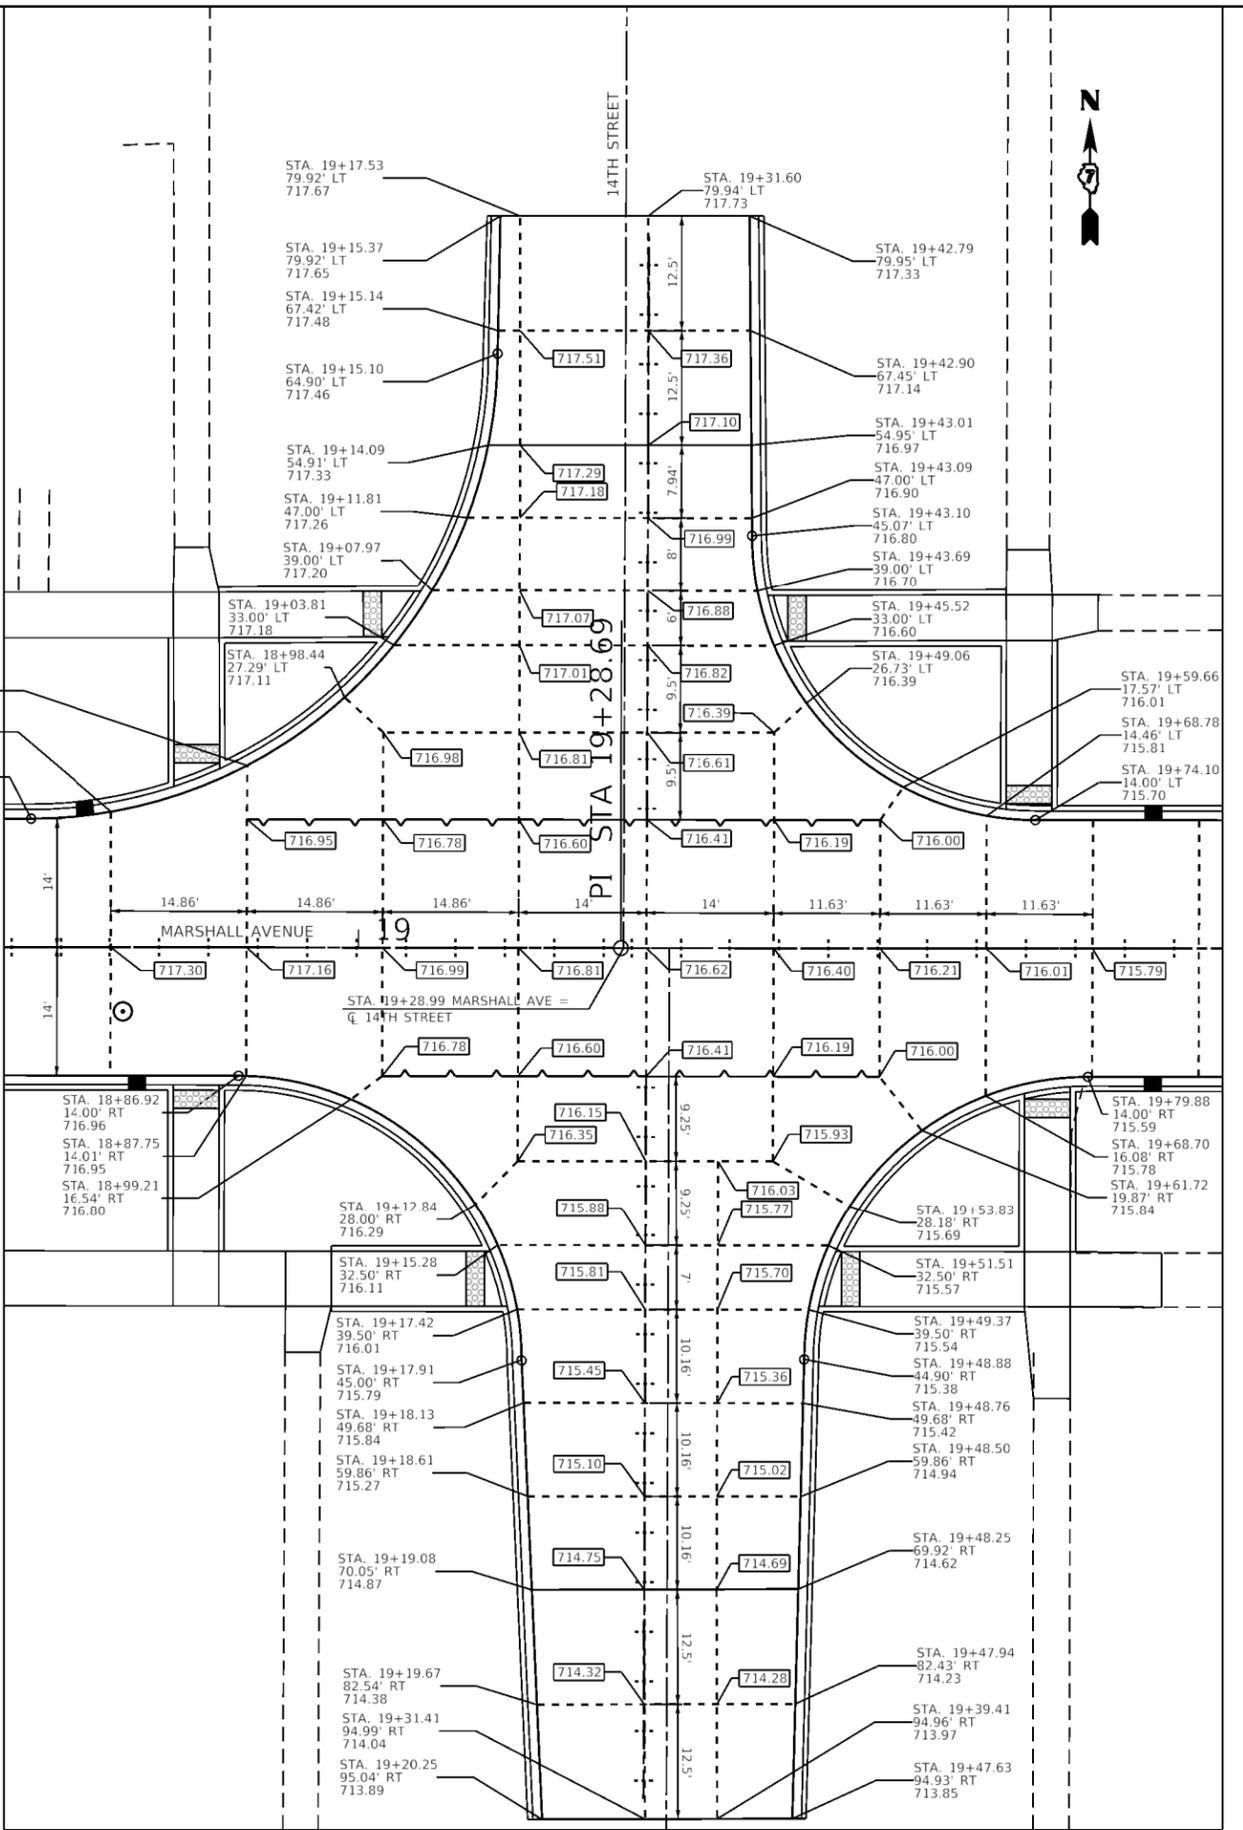 N
7
14TH STREET
STA. 19+17.53
79.92' LT
717.67
STA. 19+31.60
79.94' LT
717.73
STA. 19+15.37
79.92' LT
717.65
STA. 19+42.79
79.95' LT
717.33
12.5'
STA. 19+15.14
67.42' LT
717.48
717.51
717.36
STA. 19+42.90
67.45' LT
717.14
STA. 19+15.10
64.90' LT
717.46
12.5'
717.10
STA. 19+43.01
54.95' LT
716.97
STA. 19+14.09
54.91' LT
717.33
717.29
7.94'
STA. 19+43.09
47.00' LT
716.90
STA. 19+11.81
47.00' LT
717.26
717.18
716.99
STA. 19+43.10
45.07' LT
716.80
STA. 19+07.97
39.00' LT
717.20
8'
STA. 19+43.69
39.00' LT
716.70
STA. 19+03.81
33.00' LT
717.18
717.07
716.88
6'
STA. 19+45.52
33.00' LT
716.60
STA. 18+98.44
27.29' LT
717.11
717.01
716.82
9.5'
STA. 19+49.06
26.73' LT
716.39
STA. 19+59.66
17.57' LT
716.01
716.39
STA. 19+68.78
14.46' LT
715.81
716.98
716.81
716.61
9.5'
STA. 19+74.10
14.00' LT
715.70
PI STA 19+28.69
716.95
716.78
716.60
716.41
716.19
716.00
14'
14.86'
14.86'
14.86'
14'
14'
11.63'
11.63'
11.63'
MARSHALL AVENUE
19
717.30
717.16
716.99
716.81
716.62
716.40
716.21
716.01
715.79
14'
STA. 19+28.99 MARSHALL AVE =
℄ 14TH STREET
716.78
716.60
716.41
716.19
716.00
STA. 18+86.92
14.00' RT
716.96
STA. 18+87.75
14.01' RT
716.95
STA. 18+99.21
16.54' RT
716.80
STA. 19+79.88
14.00' RT
715.59
STA. 19+68.70
16.08' RT
715.78
STA. 19+61.72
19.87' RT
715.84
716.15
9.25'
716.35
715.93
716.03
STA. 19+12.84
28.00' RT
716.29
715.88
9.25'
715.77
STA. 19+53.83
28.18' RT
715.69
STA. 19+15.28
32.50' RT
716.11
715.81
7'
715.70
STA. 19+51.51
32.50' RT
715.57
STA. 19+17.42
39.50' RT
716.01
STA. 19+49.37
39.50' RT
715.54
10.16'
STA. 19+17.91
45.00' RT
715.79
715.45
715.36
STA. 19+48.88
44.90' RT
715.38
STA. 19+18.13
49.68' RT
715.84
STA. 19+48.76
49.68' RT
715.42
10.16'
STA. 19+18.61
59.86' RT
715.27
715.10
715.02
STA. 19+48.50
59.86' RT
714.94
10.16'
STA. 19+19.08
70.05' RT
714.87
714.75
714.69
STA. 19+48.25
69.92' RT
714.62
12.5'
STA. 19+19.67
82.54' RT
714.38
714.32
714.28
STA. 19+47.94
82.43' RT
714.23
STA. 19+31.41
94.99' RT
714.04
12.5'
STA. 19+39.41
94.96' RT
713.97
STA. 19+20.25
95.04' RT
713.89
STA. 19+47.63
94.93' RT
713.85